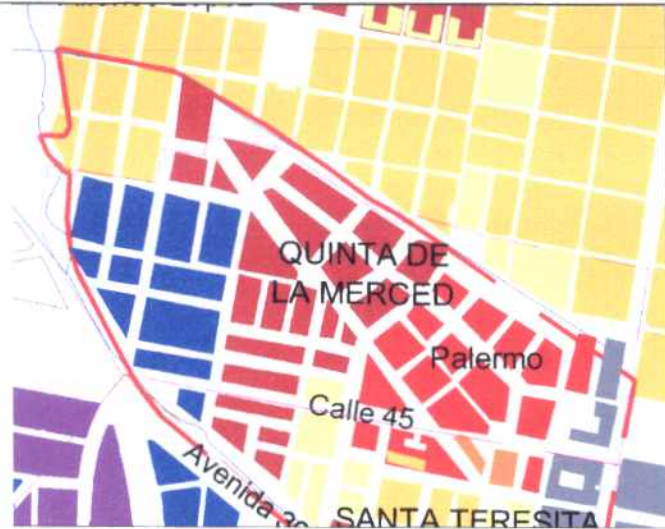 QUINTA DE
LA MERCED
Palermo
Calle 45
Avenida
SANTA TERESITA